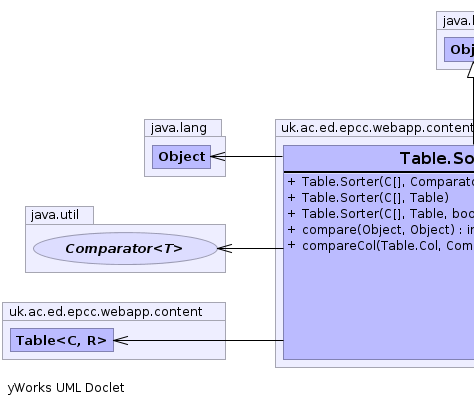 java.l
Obj
java.lang
Object
uk.ac.ed.epcc.webapp.content
Table.So
+ Table.Sorter(C[], Comparato
+ Table.Sorter(C[], Table)
+ Table.Sorter(C[], Table, boo
+ compare(Object, Object) : in
+ compareCol(Table.Col, Com
java.util
Comparator<T>
uk.ac.ed.epcc.webapp.content
Table<C, R>
yWorks UML Doclet